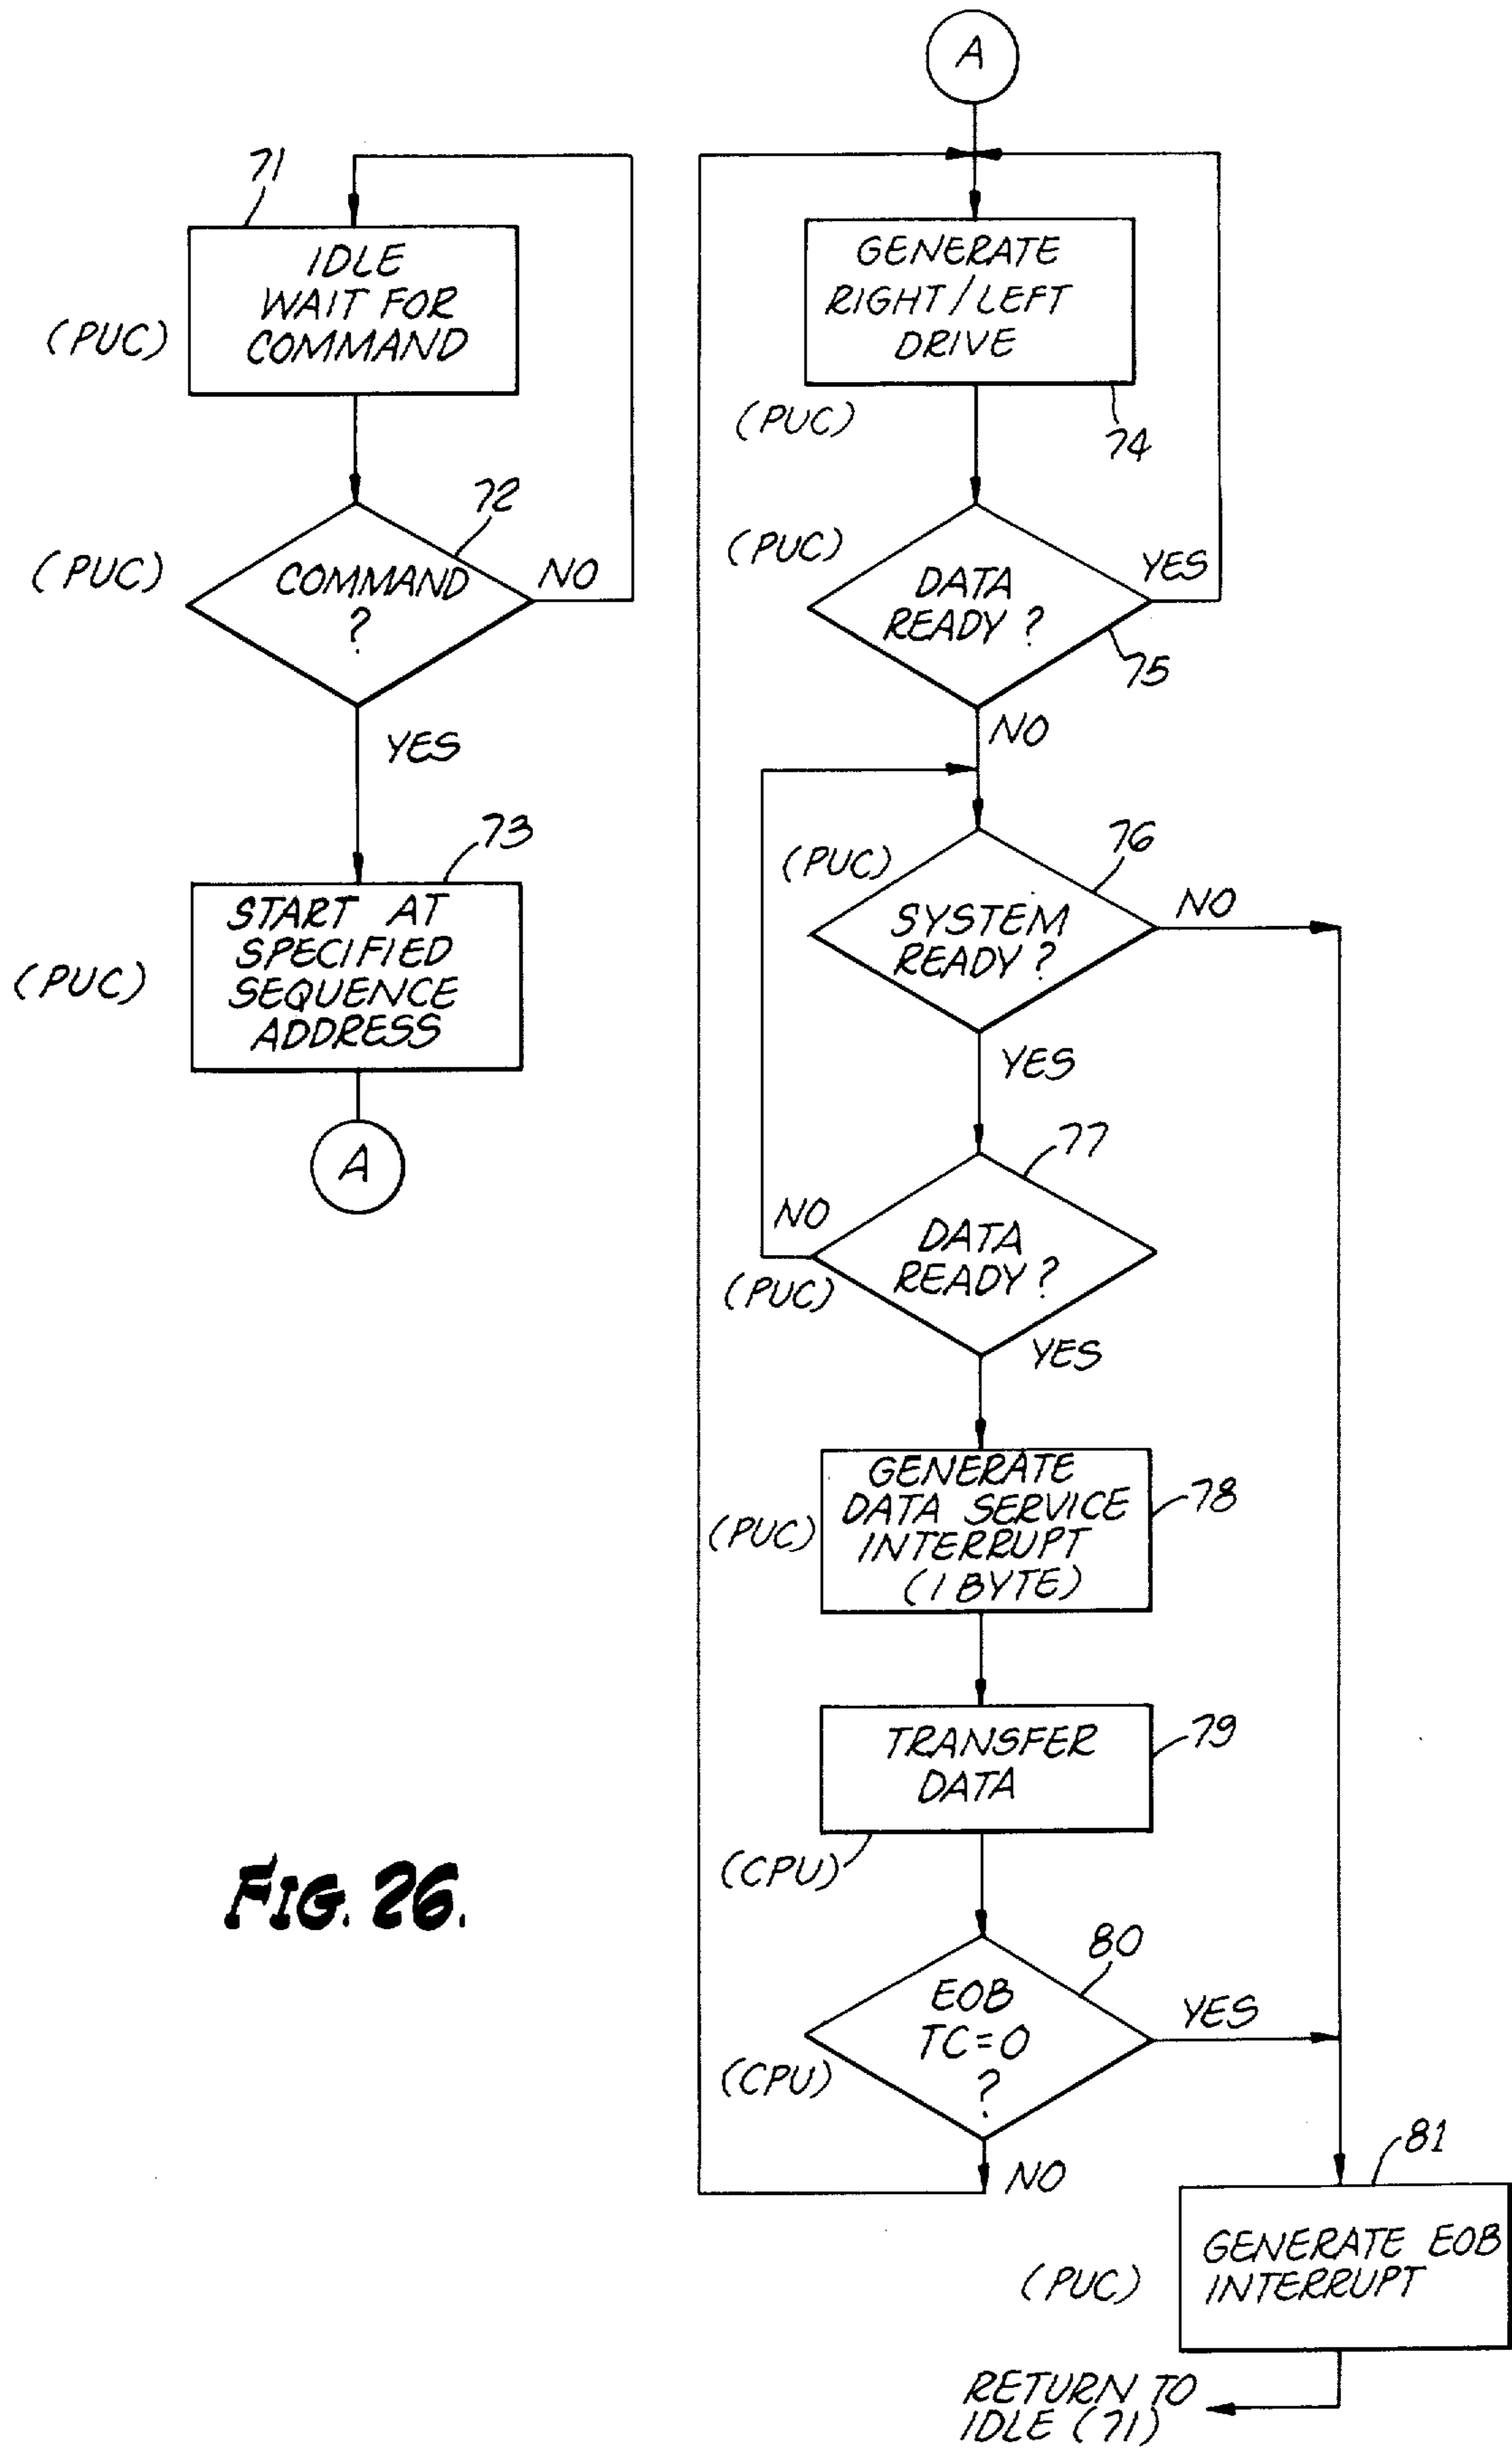 71
IDLE
WAIT FOR
COMMAND
(PUC)
72
COMMAND
?
(PUC)
NO
YES
73
START AT
SPECIFIED
SEQUENCE
ADDRESS
(PUC)
A
A
GENERATE
RIGHT/LEFT
DRIVE
(PUC)
74
(PUC)
DATA
READY ?
YES
75
NO
(PUC)
76
SYSTEM
READY ?
NO
YES
77
NO
DATA
READY ?
(PUC)
YES
GENERATE
DATA SERVICE
INTERRUPT
(1 BYTE)
78
(PUC)
TRANSFER
DATA
79
(CPU)
80
EOB
TC=0
?
YES
(CPU)
NO
81
GENERATE EOB
INTERRUPT
(PUC)
RETURN TO
IDLE (71)
FIG. 26.